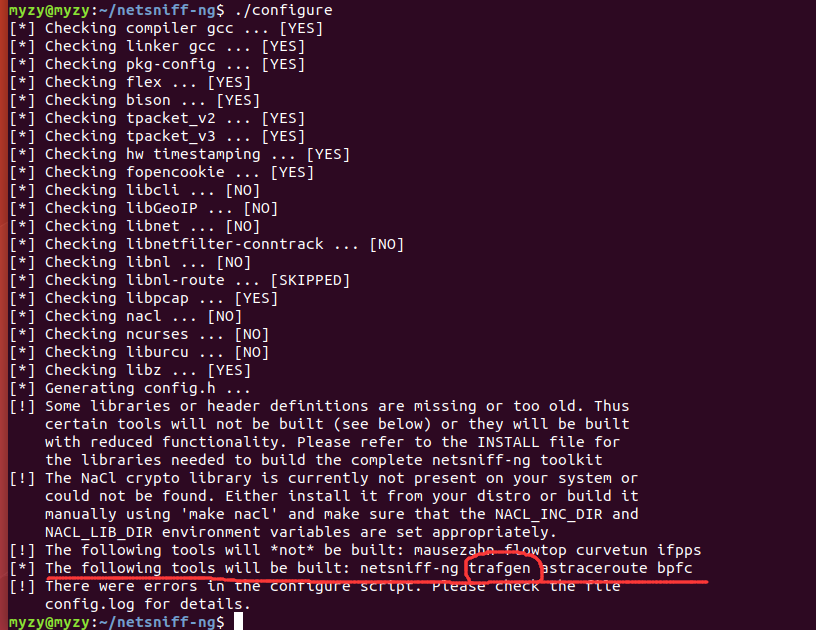 myzy@myzy:~/netsniff-ng$ ./configure
[*] Checking compiler gcc ... [YES]
[*] Checking linker gcc ... [YES]
[*] Checking pkg-config ... [YES]
[*] Checking flex ... [YES]
[*] Checking bison ... [YES]
[*] Checking tpacket_v2 ... [YES]
[*] Checking tpacket_v3 ... [YES]
[*] Checking hw timestamping ... [YES]
[*] Checking fopencookie ... [YES]
[*] Checking libcli ... [NO]
[*] Checking libGeoIP ... [NO]
[*] Checking libnet ... [NO]
[*] Checking libnetfilter-conntrack ... [NO]
[*] Checking libnl ... [NO]
[*] Checking libnl-route ... [SKIPPED]
[*] Checking libpcap ... [YES]
[*] Checking nacl ... [NO]
[*] Checking ncurses ... [NO]
[*] Checking liburcu ... [NO]
[*] Checking libz ... [YES]
[*] Generating config.h ...
[!] Some libraries or header definitions are missing or too old. Thus
    certain tools will not be built (see below) or they will be built
    with reduced functionality. Please refer to the INSTALL file for
    the libraries needed to build the complete netsniff-ng toolkit
[!] The NaCl crypto library is currently not present on your system or
    could not be found. Either install it from your distro or build it
    manually using 'make nacl' and make sure that the NACL_INC_DIR and
    NACL_LIB_DIR environment variables are set appropriately.
[!] The following tools will *not* be built: mausezahn flowtop curvetun ifpps
[*] The following tools will be built: netsniff-ng trafgen astraceroute bpfc
[!] There were errors in the configure script. Please check the file
    config.log for details.
myzy@myzy:~/netsniff-ng$